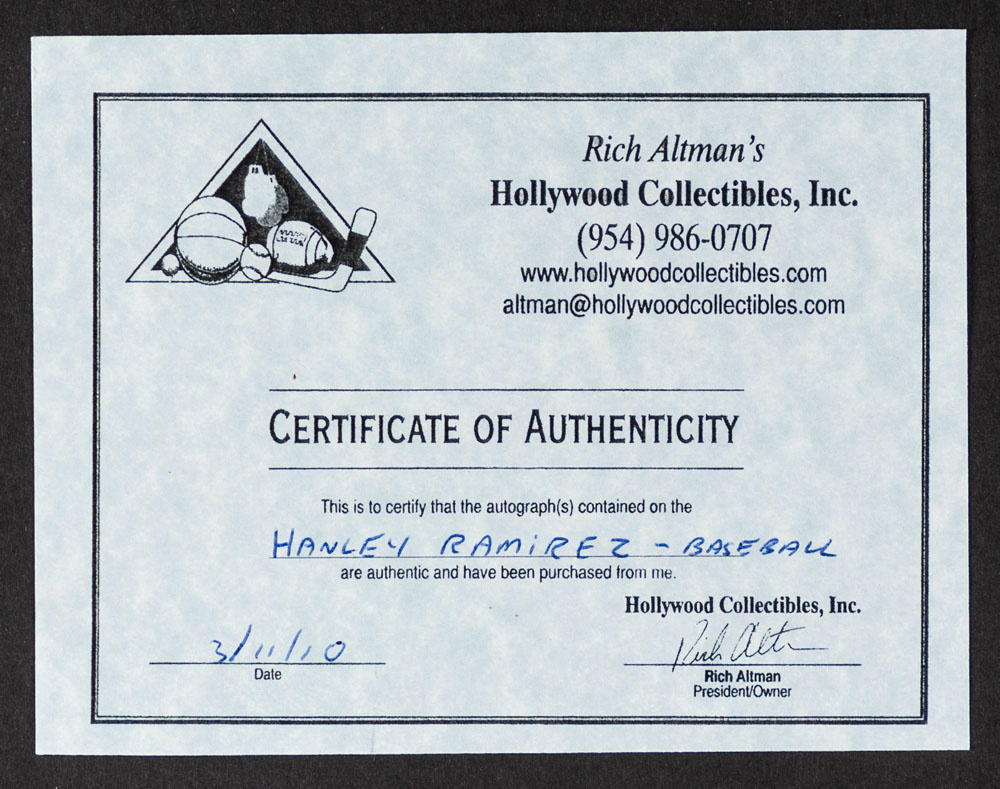 Rich Altman's
Hollywood Collectibles, Inc.
(954) 986-0707
www.hollywoodcollectibles.com
altman@hollywoodcollectibles.com
CERTIFICATE OF AUTHENTICITY
This is to certify that the autograph(s) contained on the
HANLEY RAMIREZ - BASEBALL
are authentic and have been purchased from me.
Hollywood Collectibles, Inc.
3/11/10
Rich Altman
Date
Rich Altman
President/Owner